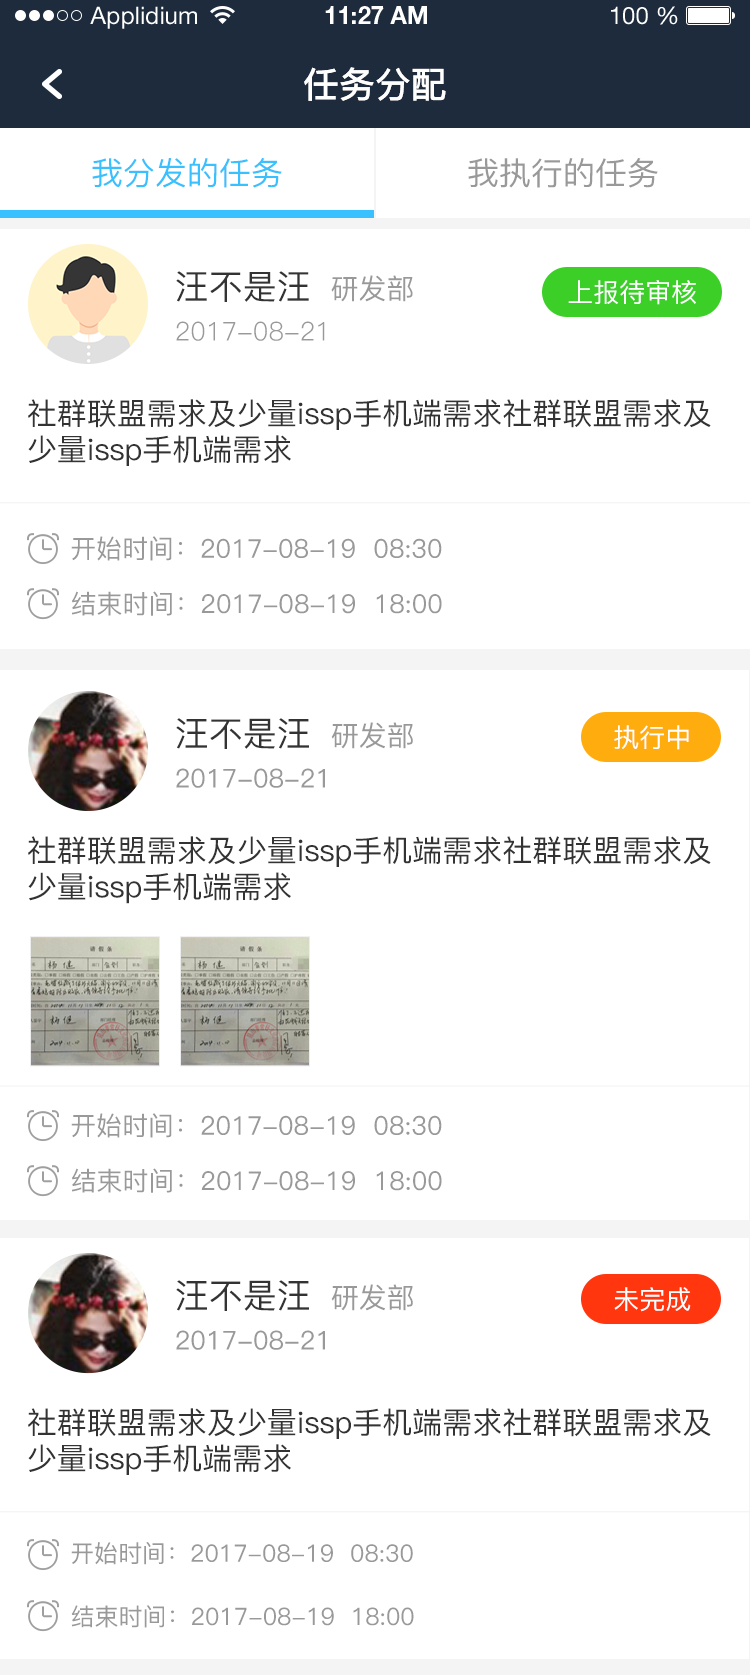 Applidium 11:27 AM 100 %
任务分配
我分发的任务 我执行的任务
汪不是汪 研发部 上报待审核
2017-08-21
社群联盟需求及少量issp手机端需求社群联盟需求及
少量issp手机端需求
开始时间：2017-08-19 08:30
结束时间：2017-08-19 18:00
汪不是汪 研发部 执行中
2017-08-21
社群联盟需求及少量issp手机端需求社群联盟需求及
少量issp手机端需求
请假条 请假条
开始时间：2017-08-19 08:30
结束时间：2017-08-19 18:00
汪不是汪 研发部 未完成
2017-08-21
社群联盟需求及少量issp手机端需求社群联盟需求及
少量issp手机端需求
开始时间：2017-08-19 08:30
结束时间：2017-08-19 18:00